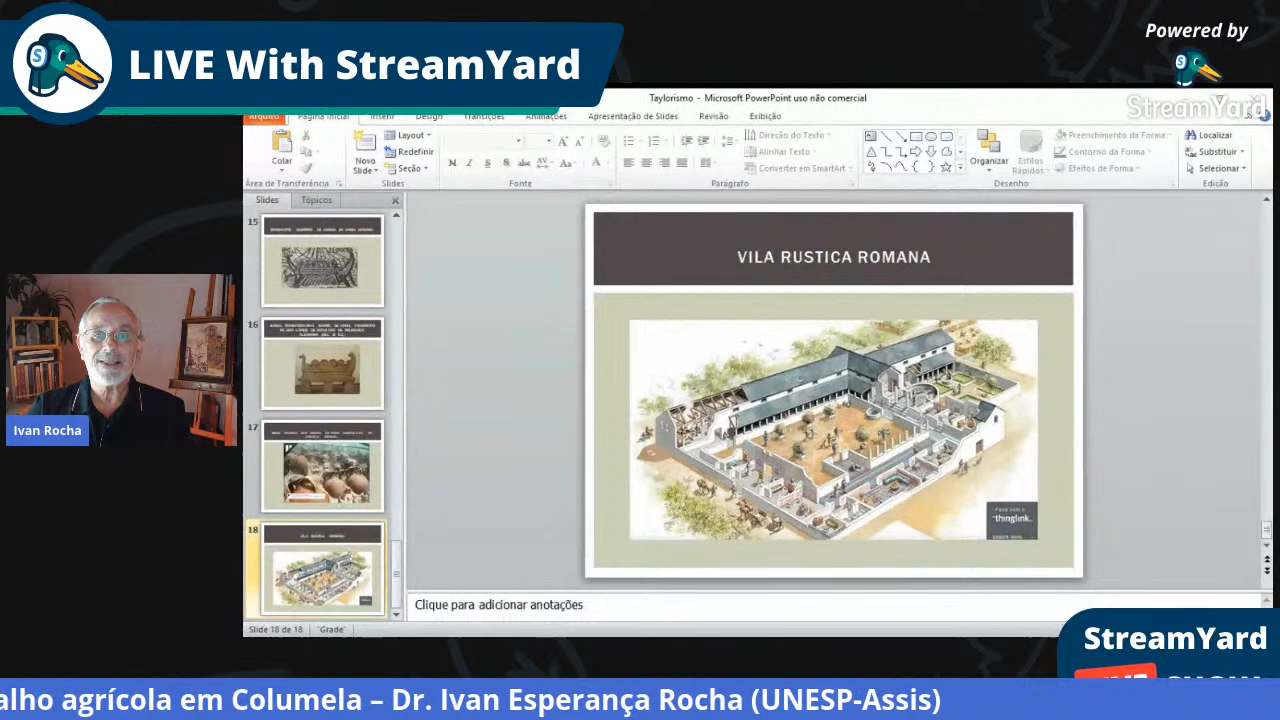 LIVE With StreamYard
Powered by
StreamYard
Taylorismo - Microsoft PowerPoint uso não comercial
Arquivo Página Inicial Inserir Design Transições Animações Apresentação de Slides Revisão Exibição
Colar
Novo Slide
Layout
Redefinir
Seção
Direção do Texto
Alinhar Texto
Converter em SmartArt
Organizar
Estilos Rápidos
Preenchimento da Forma
Contorno da Forma
Efeitos de Forma
Localizar
Substituir
Selecionar
Área de Transferência Slides Fonte Parágrafo Desenho Edição
Slides Tópicos
15
16
17
18
VILA RUSTICA ROMANA
VILA RUSTICA ROMANA
thinglink..
Ivan Rocha
Clique para adicionar anotações
Slide 18 de 18 "Grade"
StreamYard
alho agrícola em Columela – Dr. Ivan Esperança Rocha (UNESP-Assis)